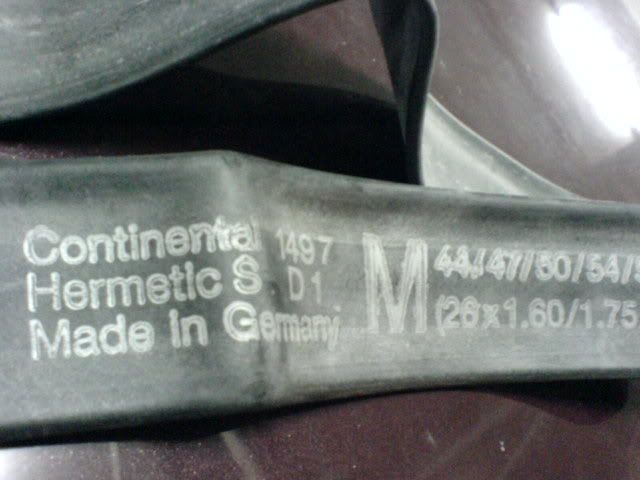 Continental 1497
Hermetic S D1
Made in Germany
M
44/47/50/54/
(26x1.60/1.75